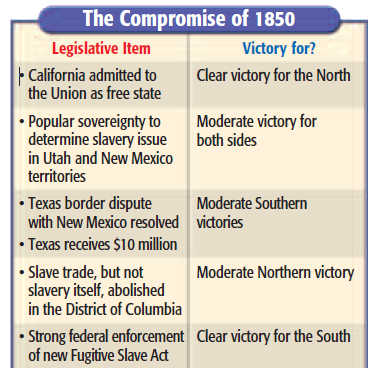 The Compromise of 1850
Legislative Item
Victory for?
• California admitted to
the Union as free state
Clear victory for the North
• Popular sovereignty to
determine slavery issue
in Utah and New Mexico
territories
Moderate victory for
both sides
• Texas border dispute
with New Mexico resolved
• Texas receives $10 million
Moderate Southern
victories
• Slave trade, but not
slavery itself, abolished
in the District of Columbia
Moderate Northern victory
• Strong federal enforcement
of new Fugitive Slave Act
Clear victory for the South